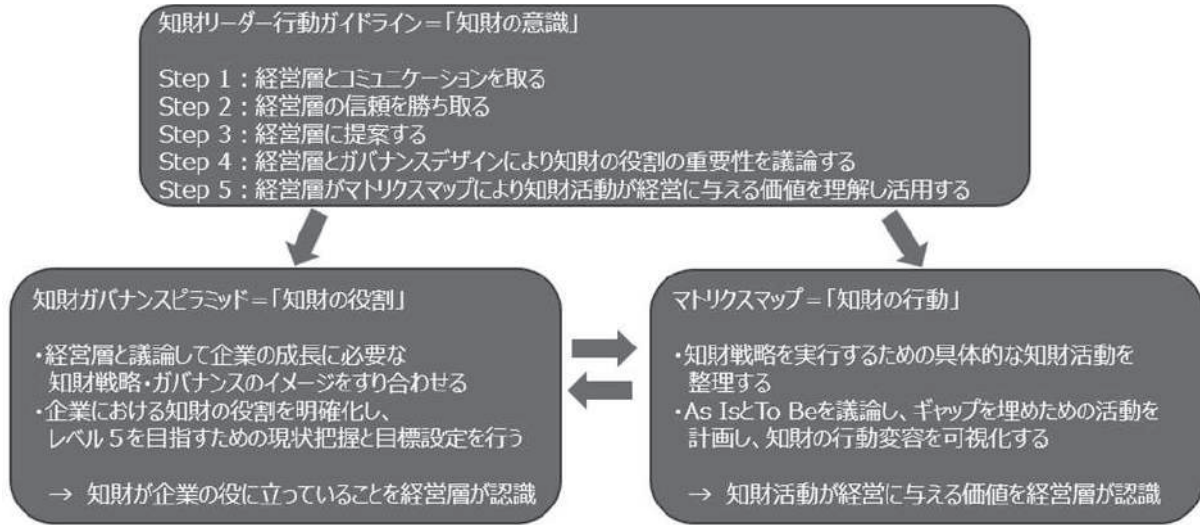 知財リーダー行動ガイドライン＝「知財の意識」
Step 1：経営層とコミュニケーションを取る
Step 2：経営層の信頼を勝ち取る
Step 3：経営層に提案する
Step 4：経営層とガバナンスデザインにより知財の役割の重要性を議論する
Step 5：経営層がマトリクスマップにより知財活動が経営に与える価値を理解し活用する
知財ガバナンスピラミッド＝「知財の役割」
・経営層と議論して企業の成長に必要な
知財戦略・ガバナンスのイメージをすり合わせる
・企業における知財の役割を明確化し、
レベル５を目指すための現状把握と目標設定を行う
→ 知財が企業の役に立っていることを経営層が認識
マトリクスマップ＝「知財の行動」
・知財戦略を実行するための具体的な知財活動を
整理する
・As IsとTo Beを議論し、ギャップを埋めための活動を
計画し、知財の行動変容を可視化する
→ 知財活動が経営に与える価値を経営層が認識